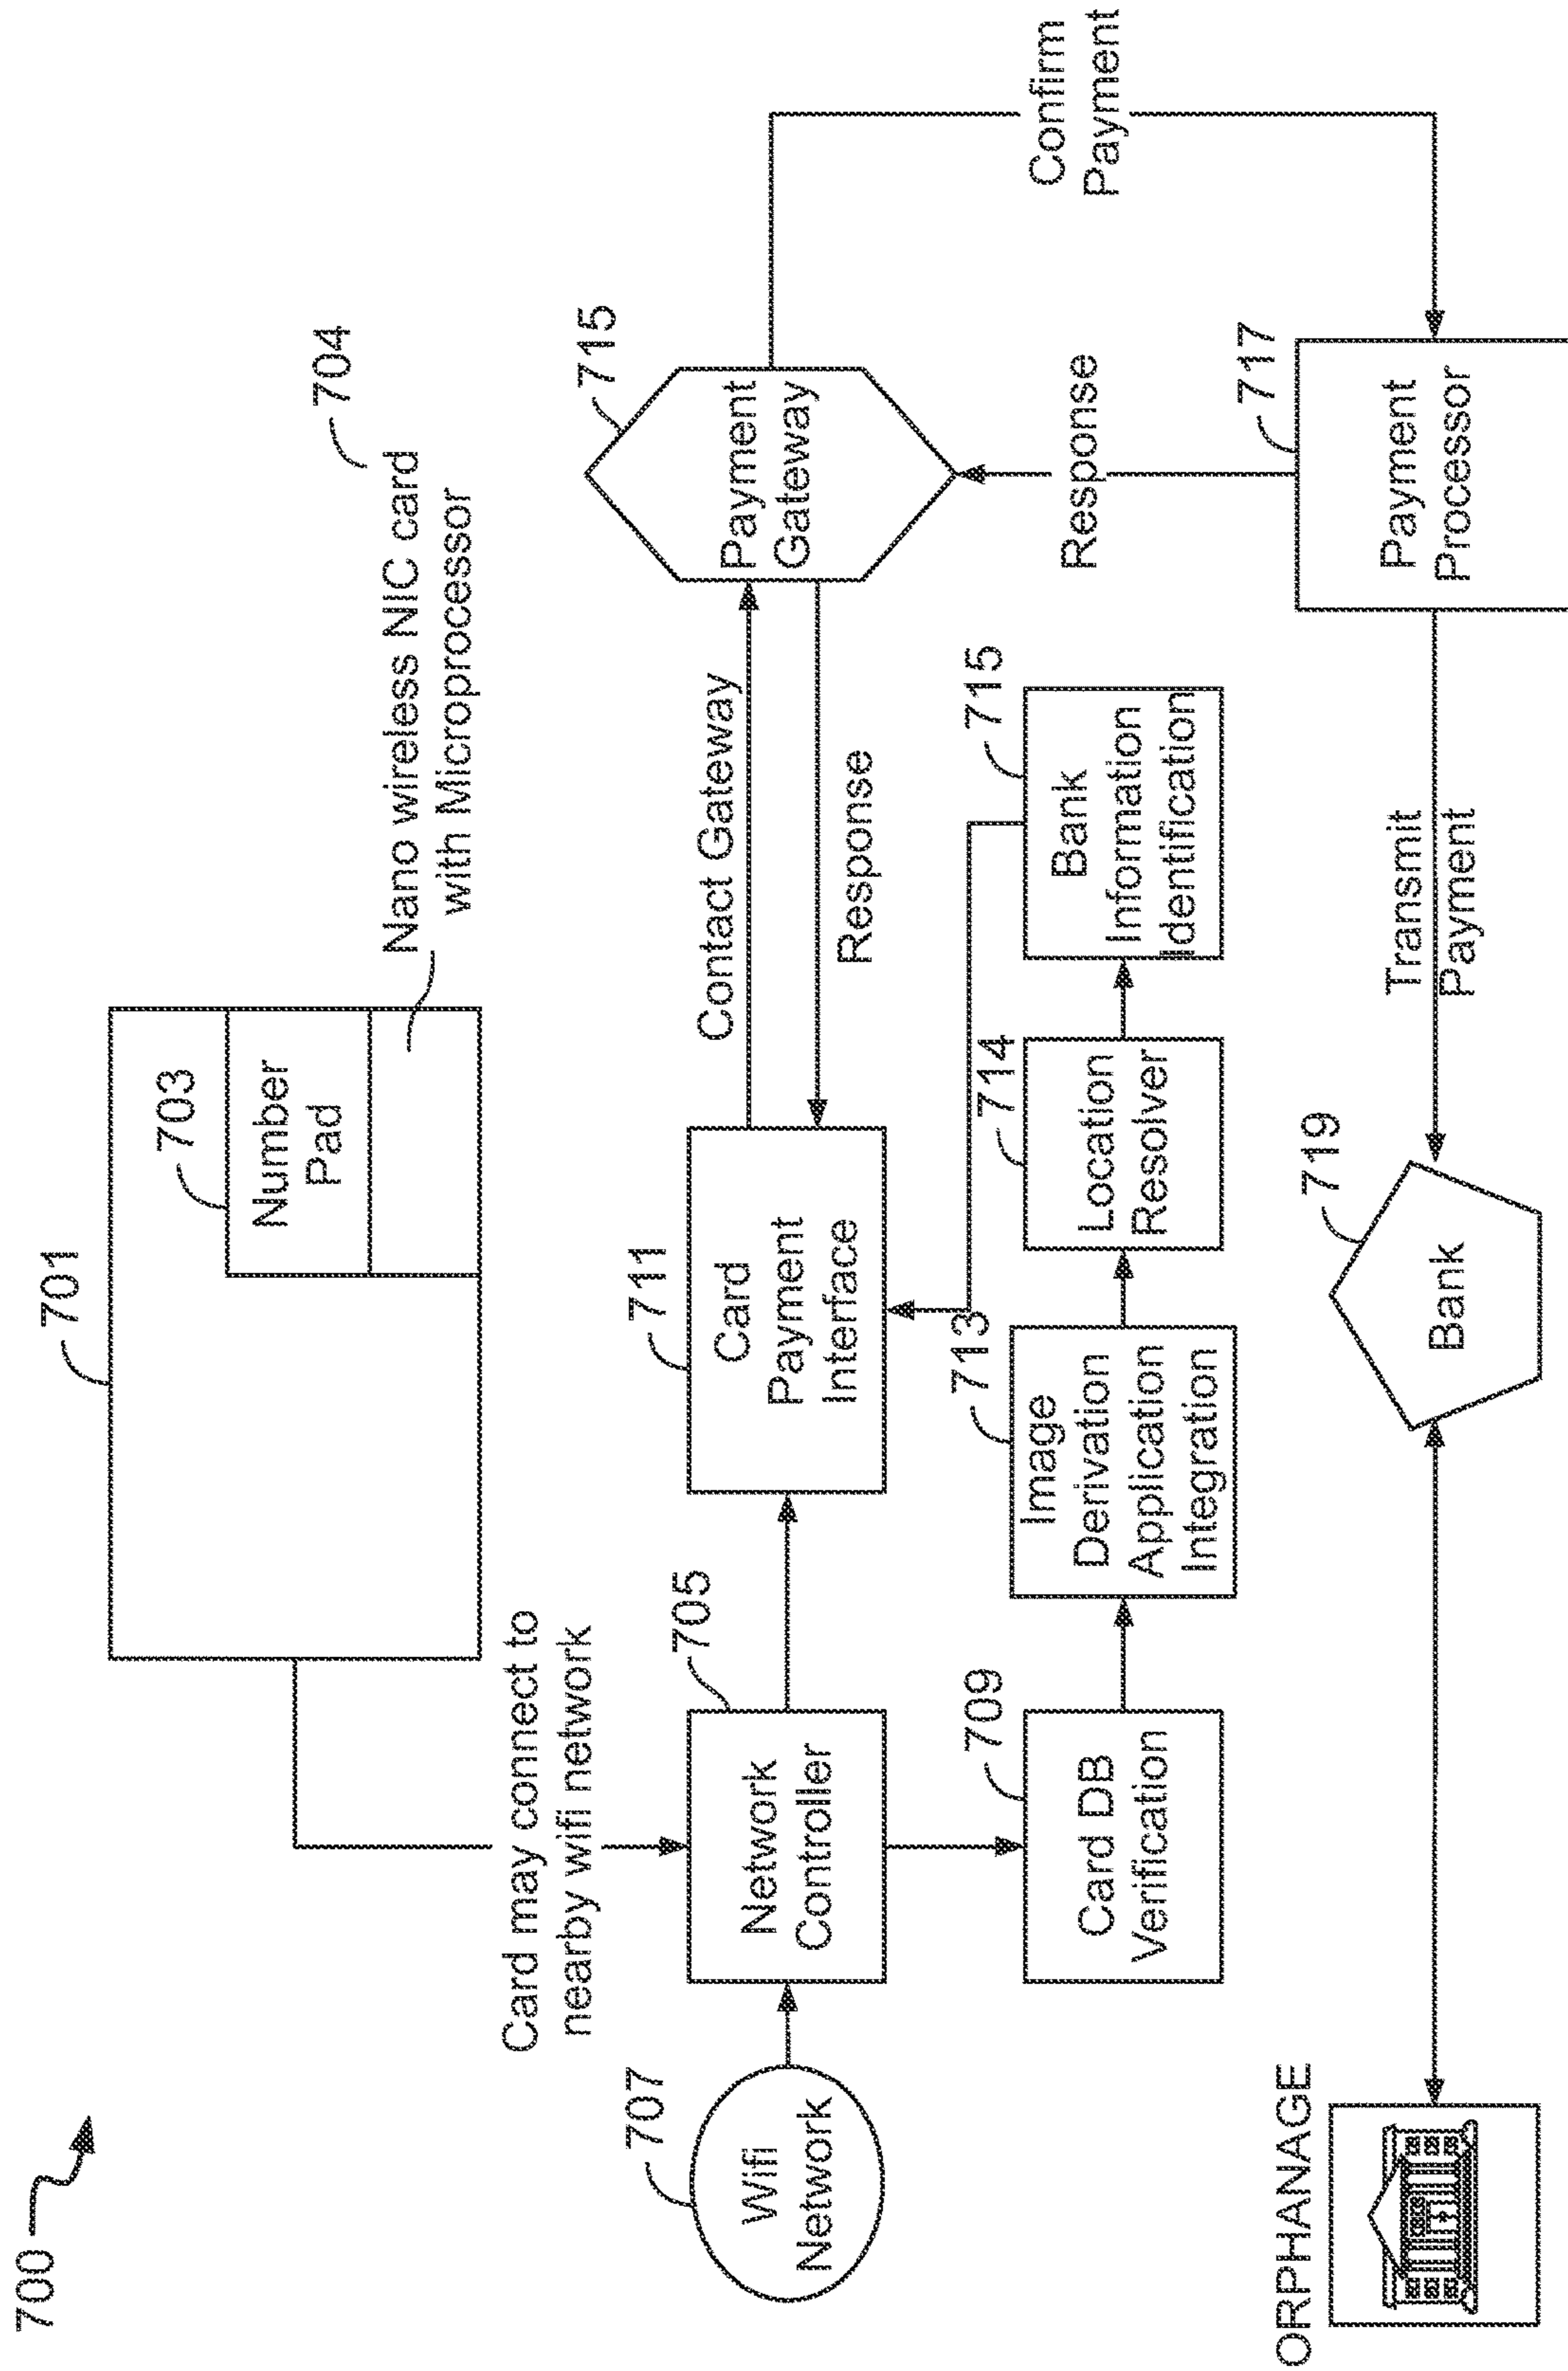 700
701
703
Number
Pad
704
Nano wireless NIC card
with Microprocessor
Card may connect to
nearby wifi network
707
Wifi
Network
705
Network
Controller
711
Card
Payment
Interface
Contact Gateway
Response
715
Payment
Gateway
Confirm
Payment
709
Card DB
Verification
713
Image
Derivation
Application
Integration
714
Location
Resolver
715
Bank
Information
Identification
Response
717
Payment
Processor
Transmit
Payment
719
Bank
ORPHANAGE